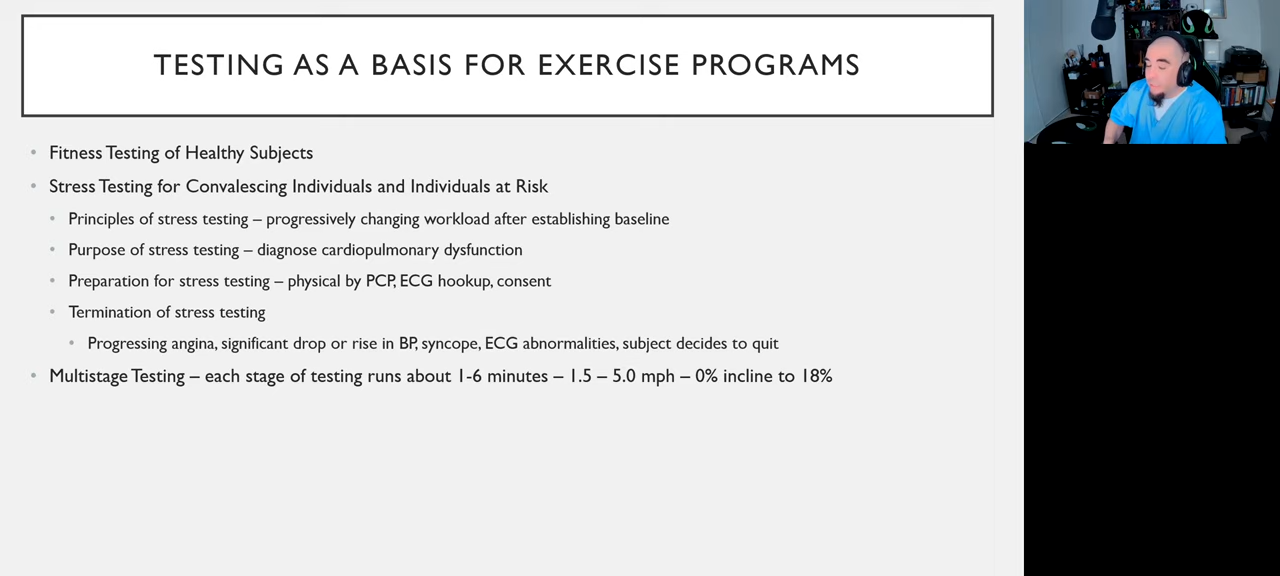 TESTING AS A BASIS FOR EXERCISE PROGRAMS
• Fitness Testing of Healthy Subjects
• Stress Testing for Convalescing Individuals and Individuals at Risk
• Principles of stress testing – progressively changing workload after establishing baseline
• Purpose of stress testing – diagnose cardiopulmonary dysfunction
• Preparation for stress testing – physical by PCP, ECG hookup, consent
• Termination of stress testing
• Progressing angina, significant drop or rise in BP, syncope, ECG abnormalities, subject decides to quit
• Multistage Testing – each stage of testing runs about 1-6 minutes – 1.5 – 5.0 mph – 0% incline to 18%